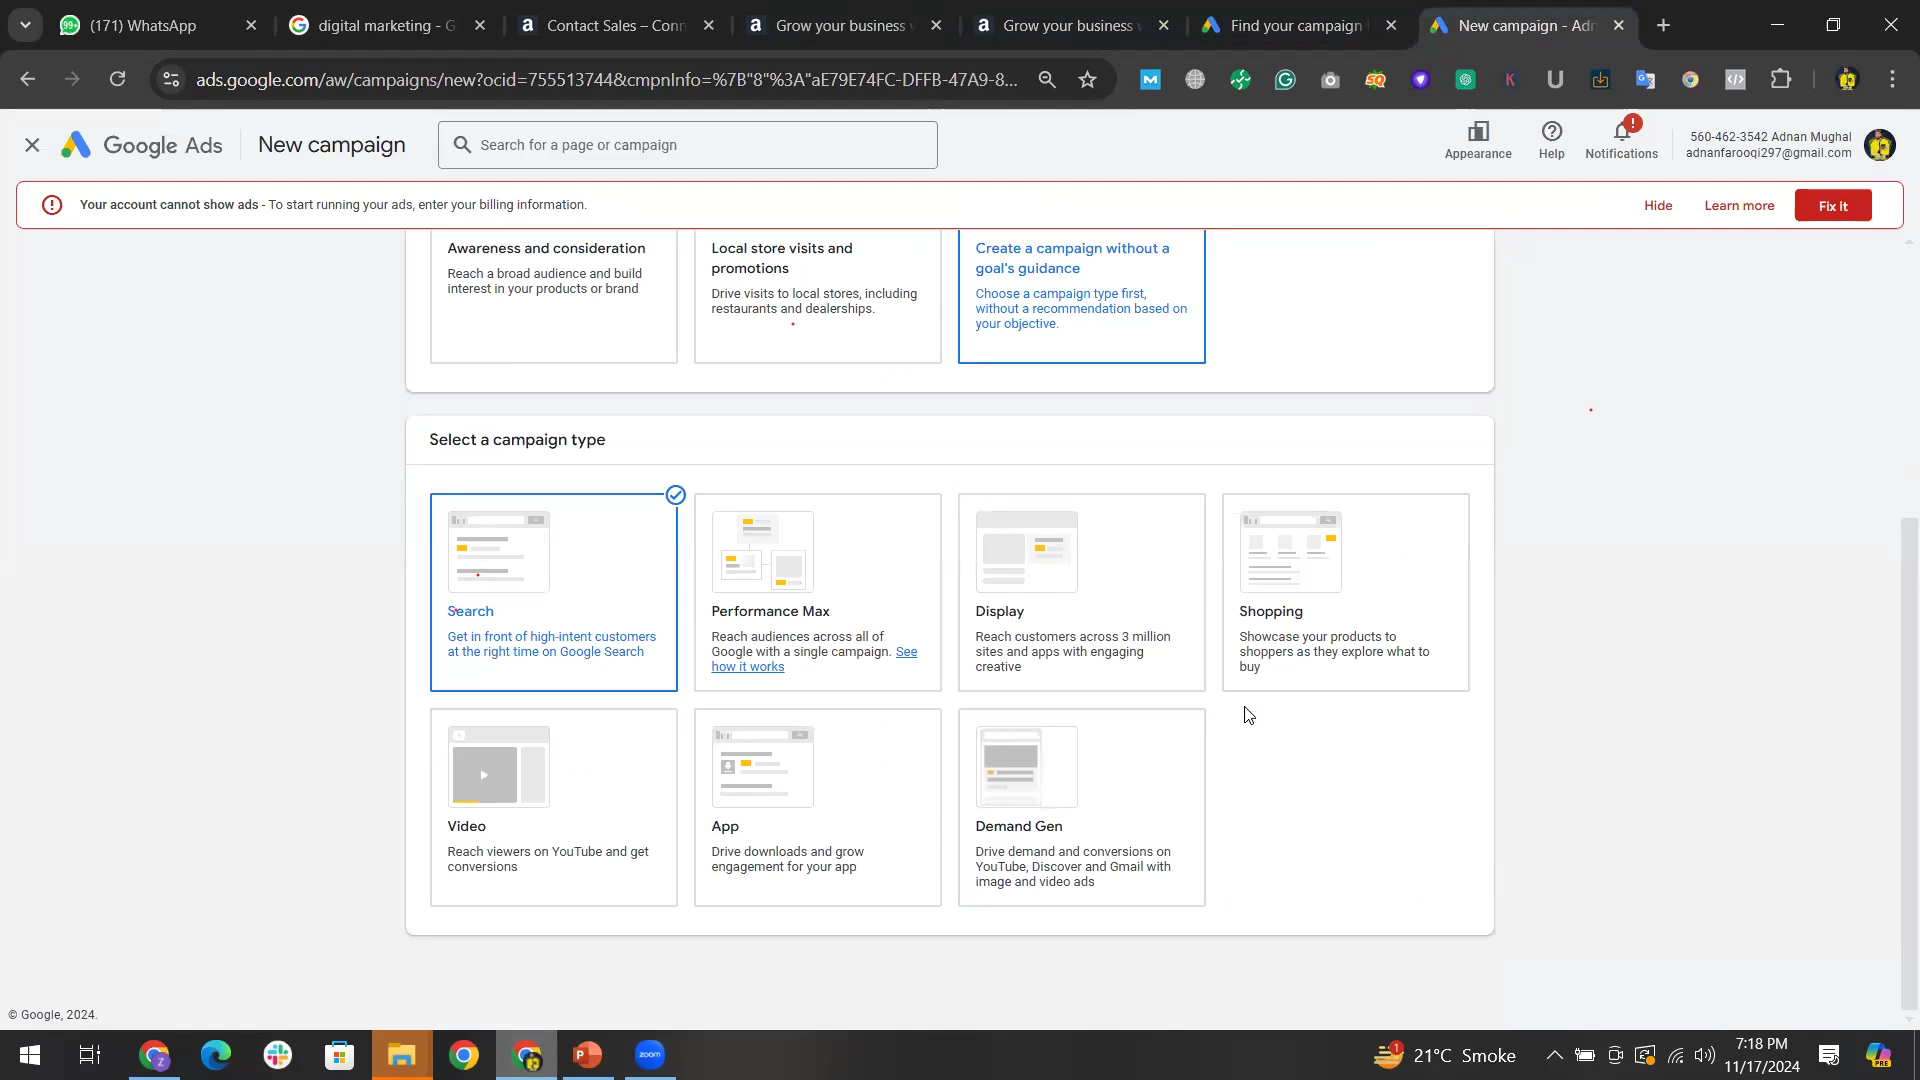 (171) WhatsApp
digital marketing - G
Contact Sales – Conn
Grow your business
Grow your business
Find your campaign
New campaign - Adn
ads.google.com/aw/campaigns/new?ocid=755513744&cmpnInfo=%7B"8"%3A"aE79E74FC-DFFB-47A9-8...
Google Ads
New campaign
Search for a page or campaign
Appearance
Help
Notifications
560-462-3542 Adnan Mughal
adnanfarooqi297@gmail.com
Your account cannot show ads - To start running your ads, enter your billing information.
Hide
Learn more
Fix it
Awareness and consideration
Reach a broad audience and build
interest in your products or brand
Local store visits and
promotions
Drive visits to local stores, including
restaurants and dealerships.
Create a campaign without a
goal's guidance
Choose a campaign type first,
without a recommendation based on
your objective.
Select a campaign type
Search
Get in front of high-intent customers
at the right time on Google Search
Performance Max
Reach audiences across all of
Google with a single campaign. See
how it works
Display
Reach customers across 3 million
sites and apps with engaging
creative
Shopping
Showcase your products to
shoppers as they explore what to
buy
Video
Reach viewers on YouTube and get
conversions
App
Drive downloads and grow
engagement for your app
Demand Gen
Drive demand and conversions on
YouTube, Discover and Gmail with
image and video ads
© Google, 2024.
zoom
1
21°C Smoke
7:18 PM
11/17/2024